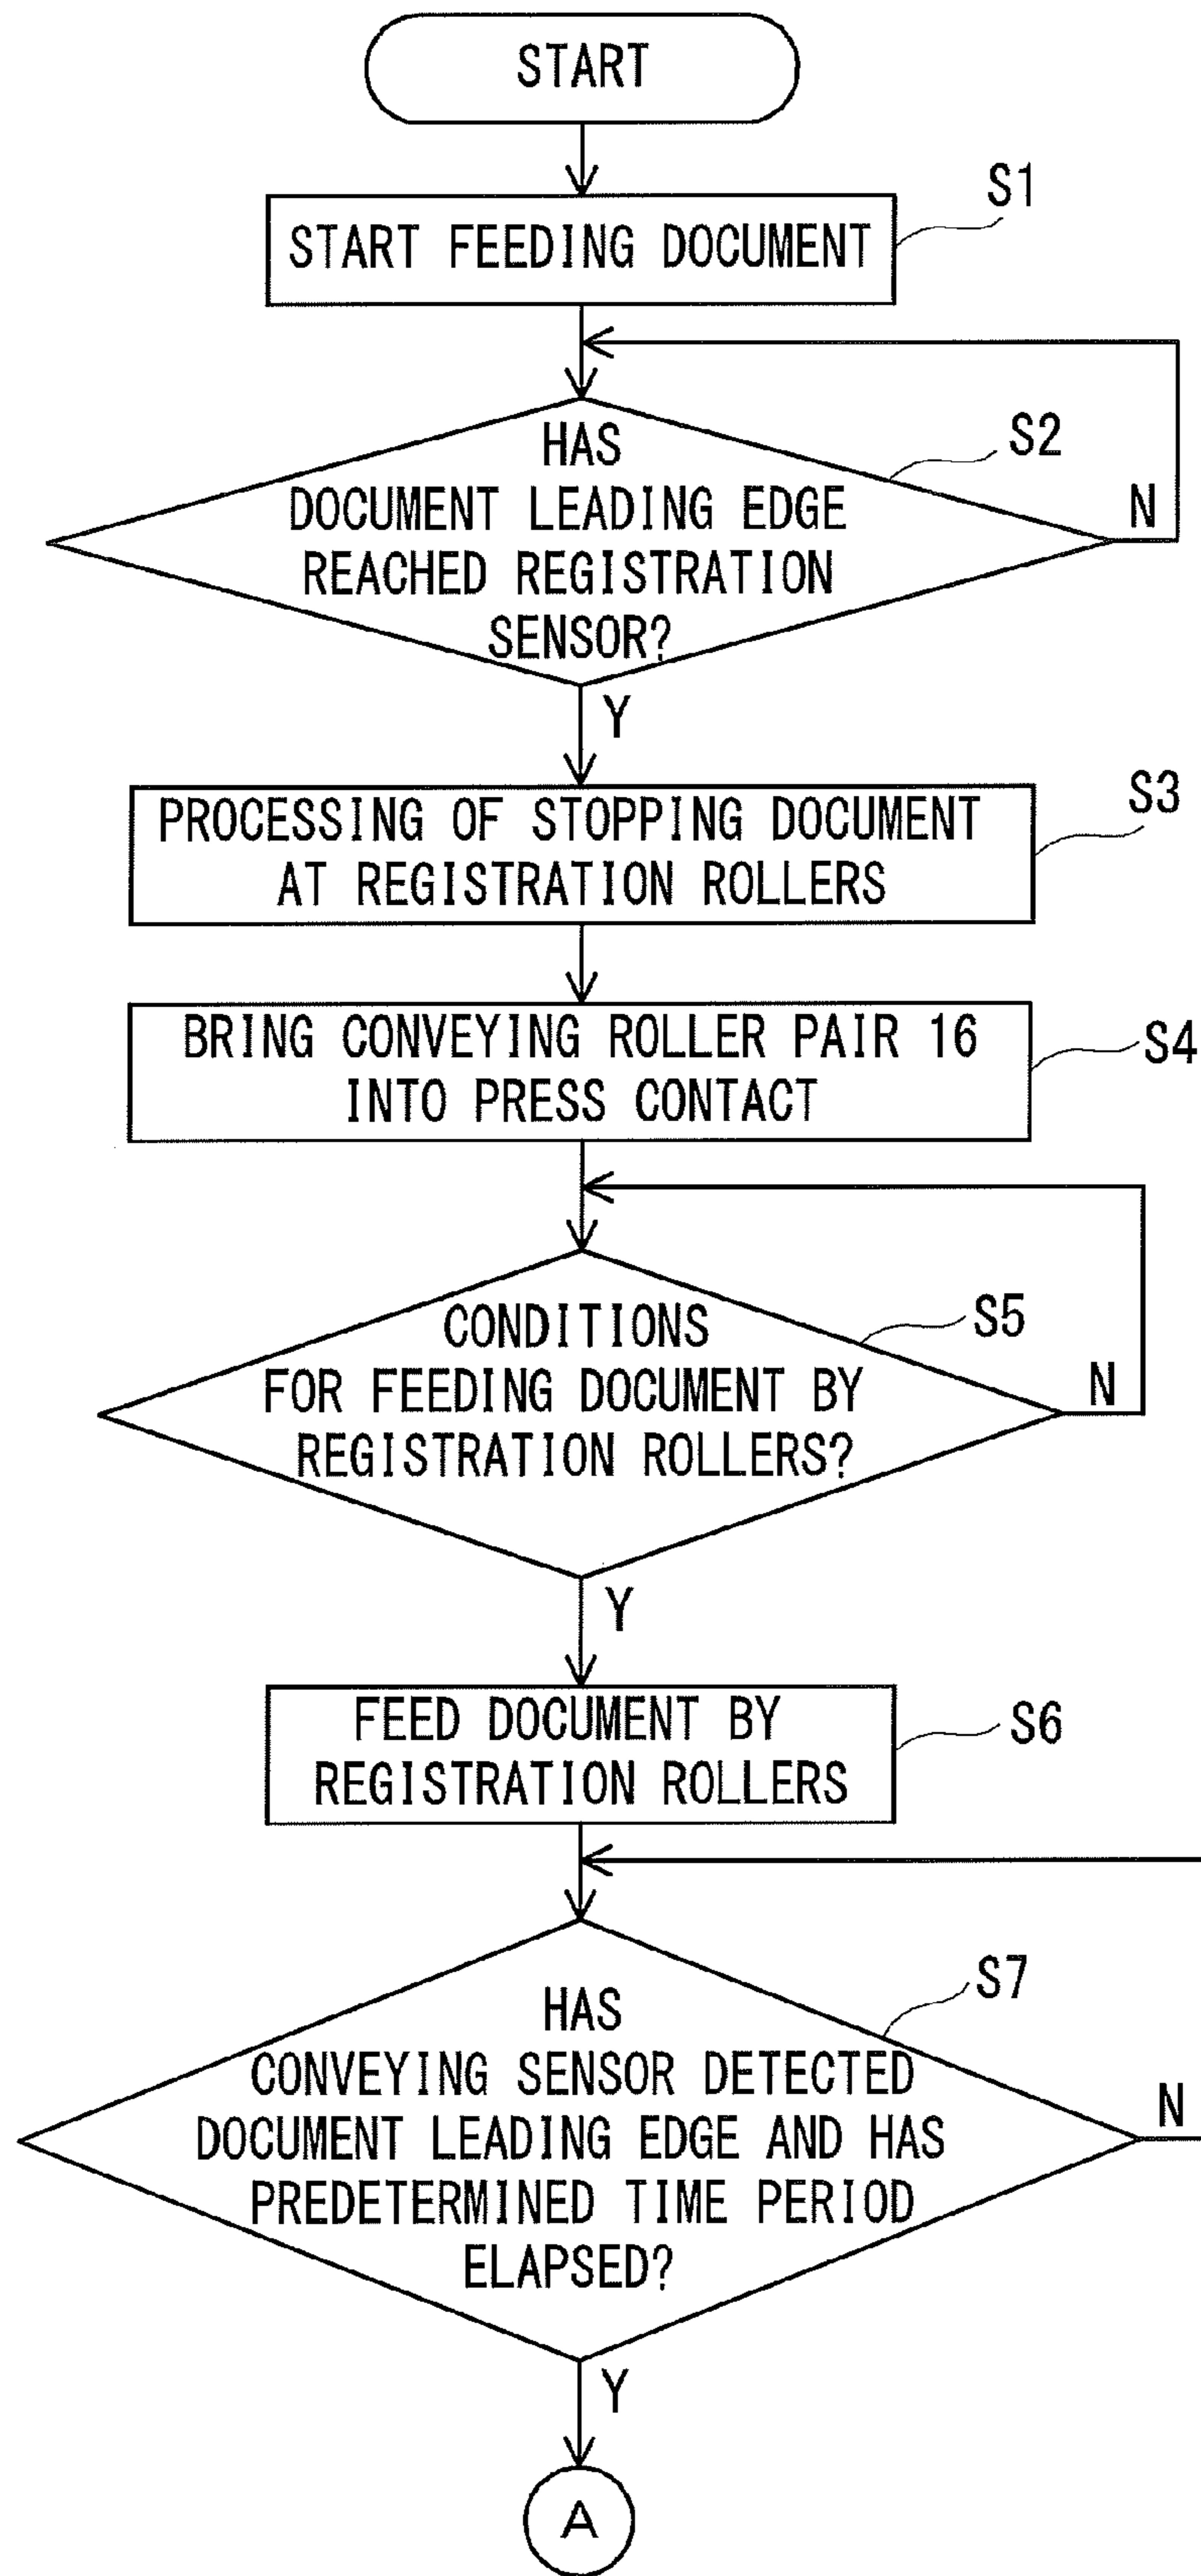 START
S1
START FEEDING DOCUMENT
S2
HAS
DOCUMENT LEADING EDGE
REACHED REGISTRATION
SENSOR?
N
Y
S3
PROCESSING OF STOPPING DOCUMENT
AT REGISTRATION ROLLERS
BRING CONVEYING ROLLER PAIR 16
INTO PRESS CONTACT
S4
CONDITIONS
FOR FEEDING DOCUMENT BY
REGISTRATION ROLLERS?
S5
N
Y
FEED DOCUMENT BY
REGISTRATION ROLLERS
S6
S7
HAS
CONVEYING SENSOR DETECTED
DOCUMENT LEADING EDGE AND HAS
PREDETERMINED TIME PERIOD
ELAPSED?
N
Y
A